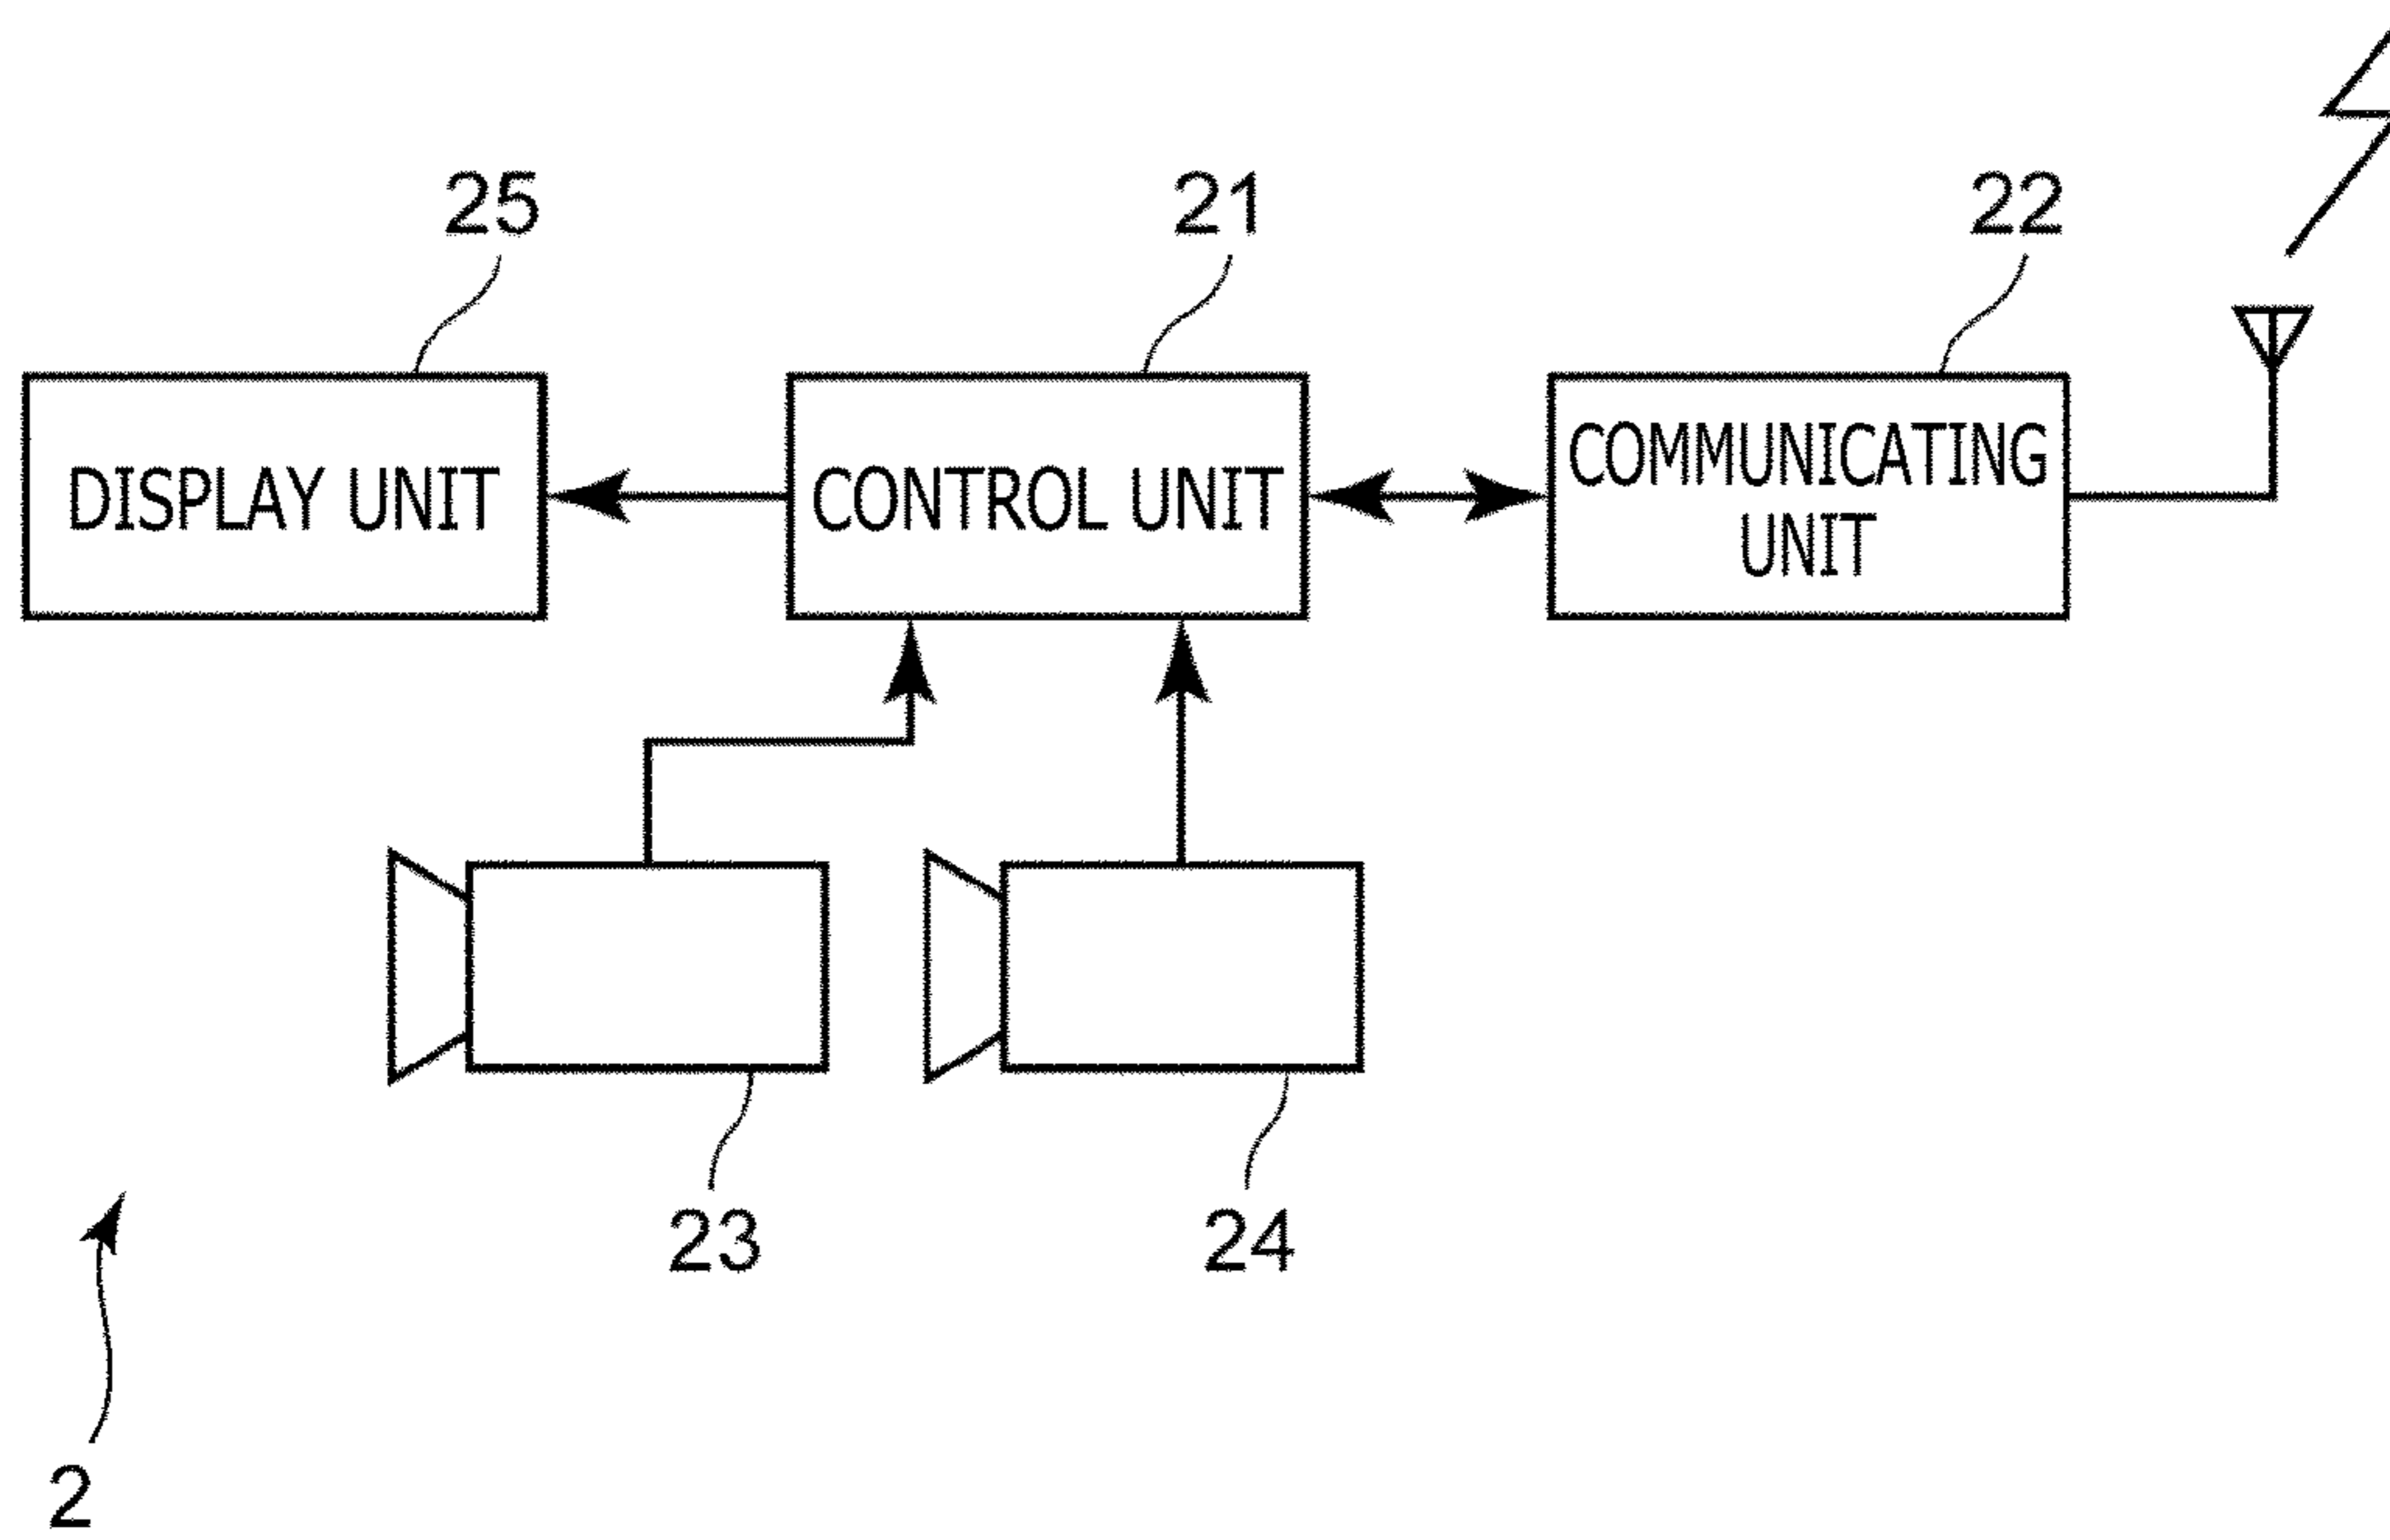 25
21
22
DISPLAY UNIT
CONTROL UNIT
COMMUNICATING
UNIT
23
24
2